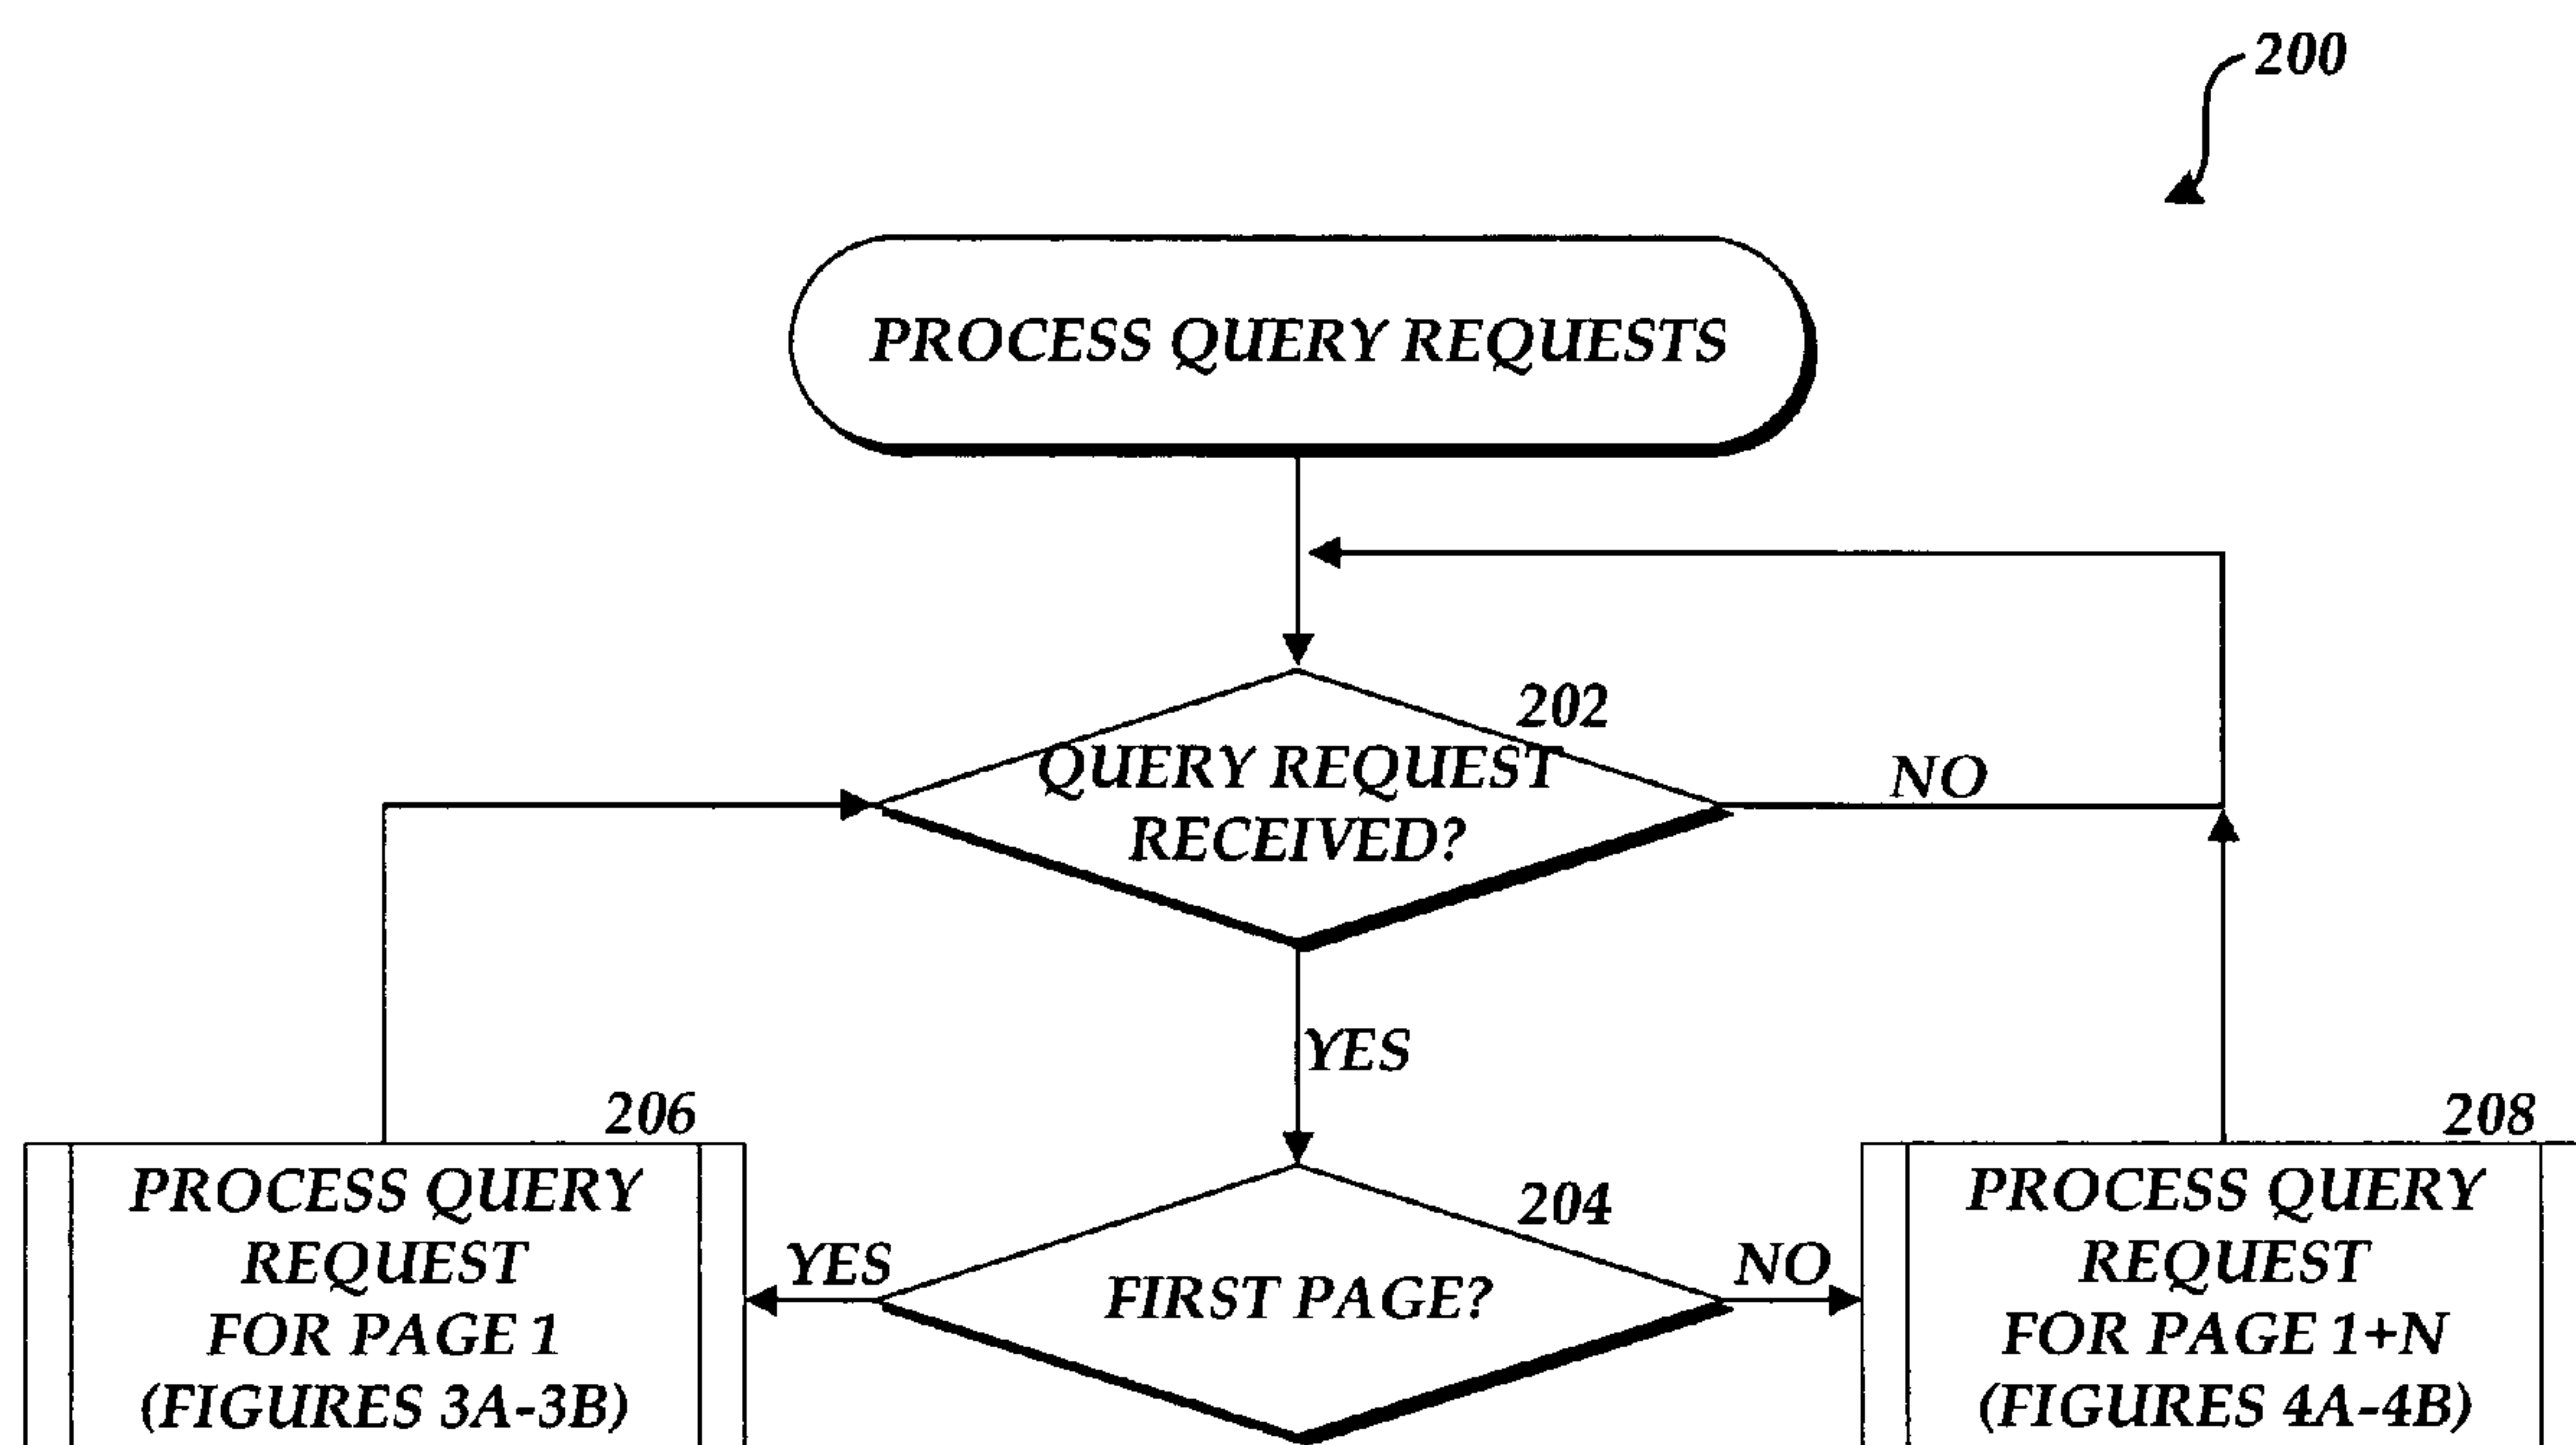 200
PROCESS QUERY REQUESTS
202
QUERY REQUEST
RECEIVED?
NO
YES
206
PROCESS QUERY
REQUEST
FOR PAGE 1
(FIGURES 3A-3B)
YES
204
FIRST PAGE?
NO
208
PROCESS QUERY
REQUEST
FOR PAGE 1+N
(FIGURES 4A-4B)